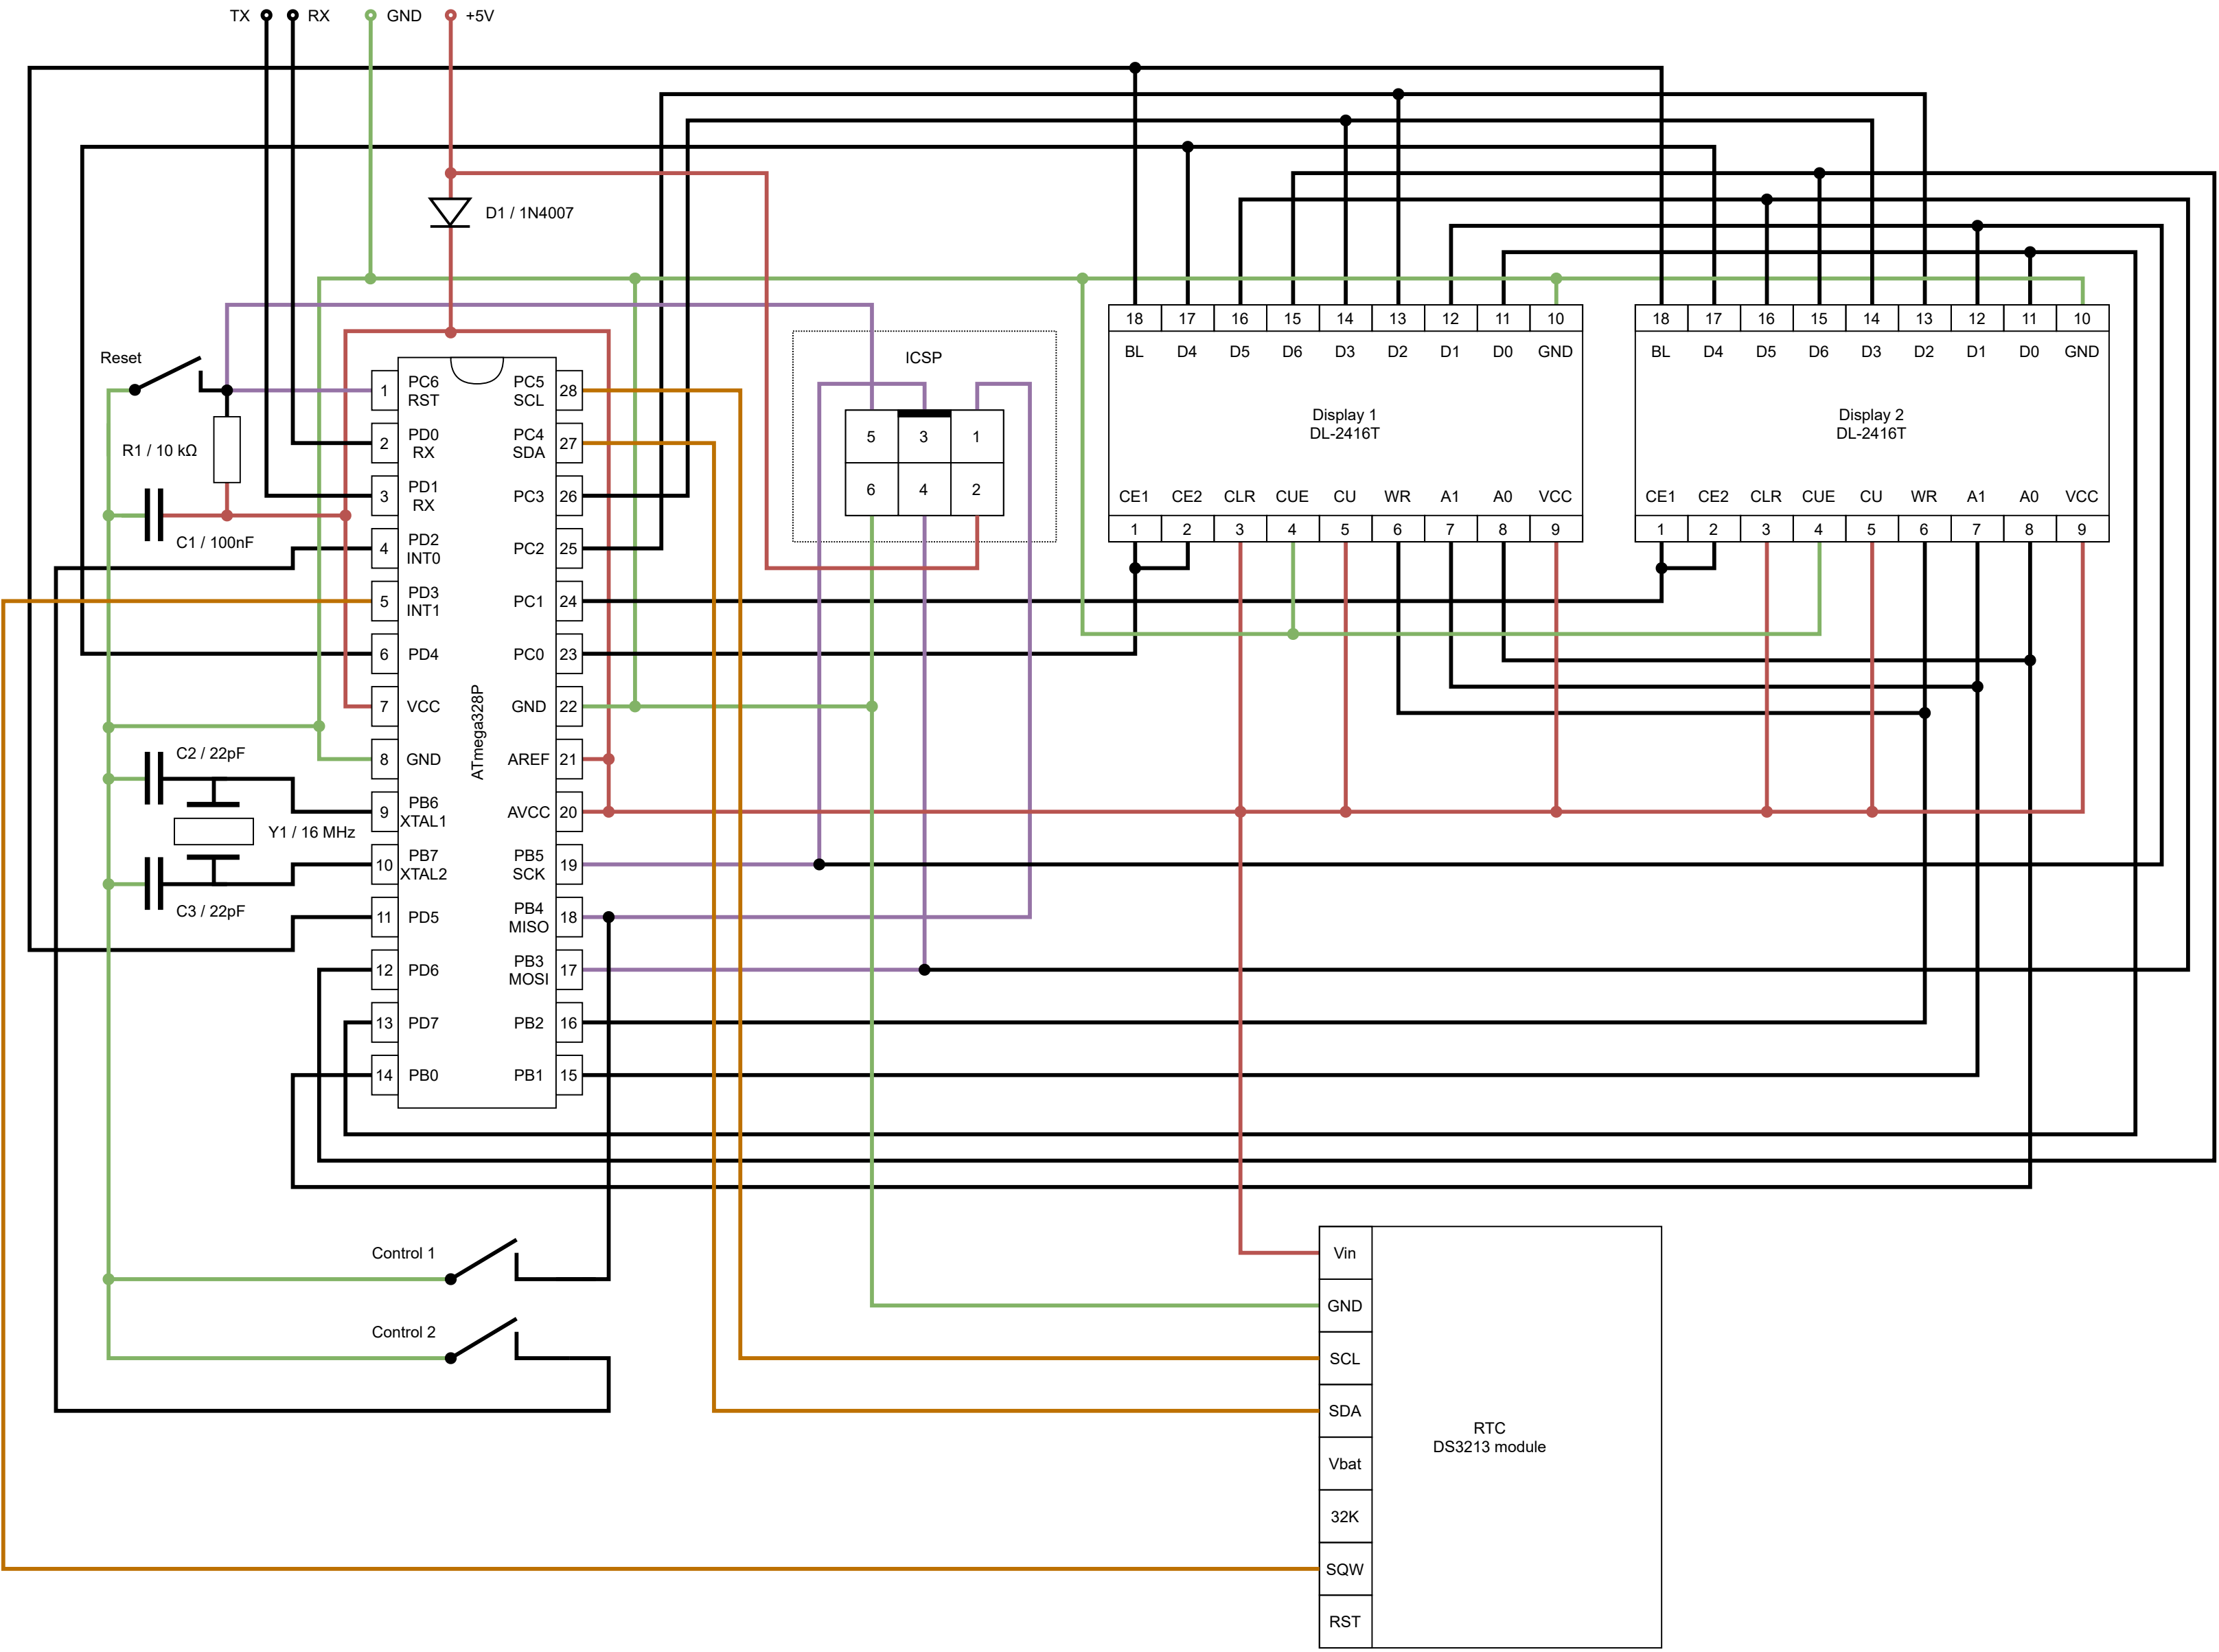 TX
RX
GND
+5V
D1 / 1N4007
Reset
R1 / 10 kΩ
C1 / 100nF
C2 / 22pF
Y1 / 16 MHz
C3 / 22pF
1
PC6
RST
2
PD0
RX
3
PD1
RX
4
PD2
INT0
5
PD3
INT1
6
PD4
7
VCC
8
GND
9
PB6
XTAL1
10
PB7
XTAL2
11
PD5
12
PD6
13
PD7
14
PB0
ATmega328P
PC5
SCL
28
PC4
SDA
27
PC3
26
PC2
25
PC1
24
PC0
23
GND
22
AREF
21
AVCC
20
PB5
SCK
19
PB4
MISO
18
PB3
MOSI
17
PB2
16
PB1
15
ICSP
5 3 1
6 4 2
18 17 16 15 14 13 12 11 10
BL D4 D5 D6 D3 D2 D1 D0 GND
Display 1
DL-2416T
CE1 CE2 CLR CUE CU WR A1 A0 VCC
1 2 3 4 5 6 7 8 9
18 17 16 15 14 13 12 11 10
BL D4 D5 D6 D3 D2 D1 D0 GND
Display 2
DL-2416T
CE1 CE2 CLR CUE CU WR A1 A0 VCC
1 2 3 4 5 6 7 8 9
Control 1
Control 2
Vin
GND
SCL
SDA
Vbat
32K
SQW
RST
RTC
DS3213 module